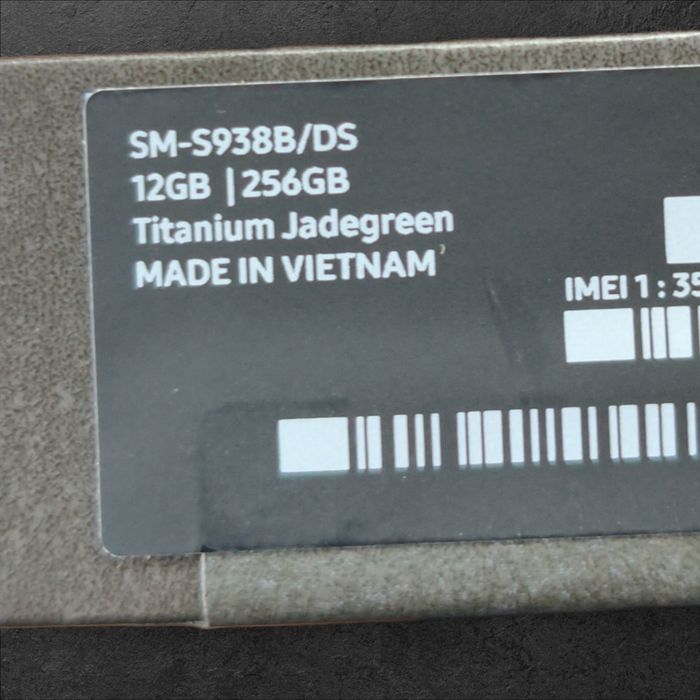 SM-S938B/DS
12GB | 256GB
Titanium Jadegreen
MADE IN VIETNAM
IMEI 1 : 35